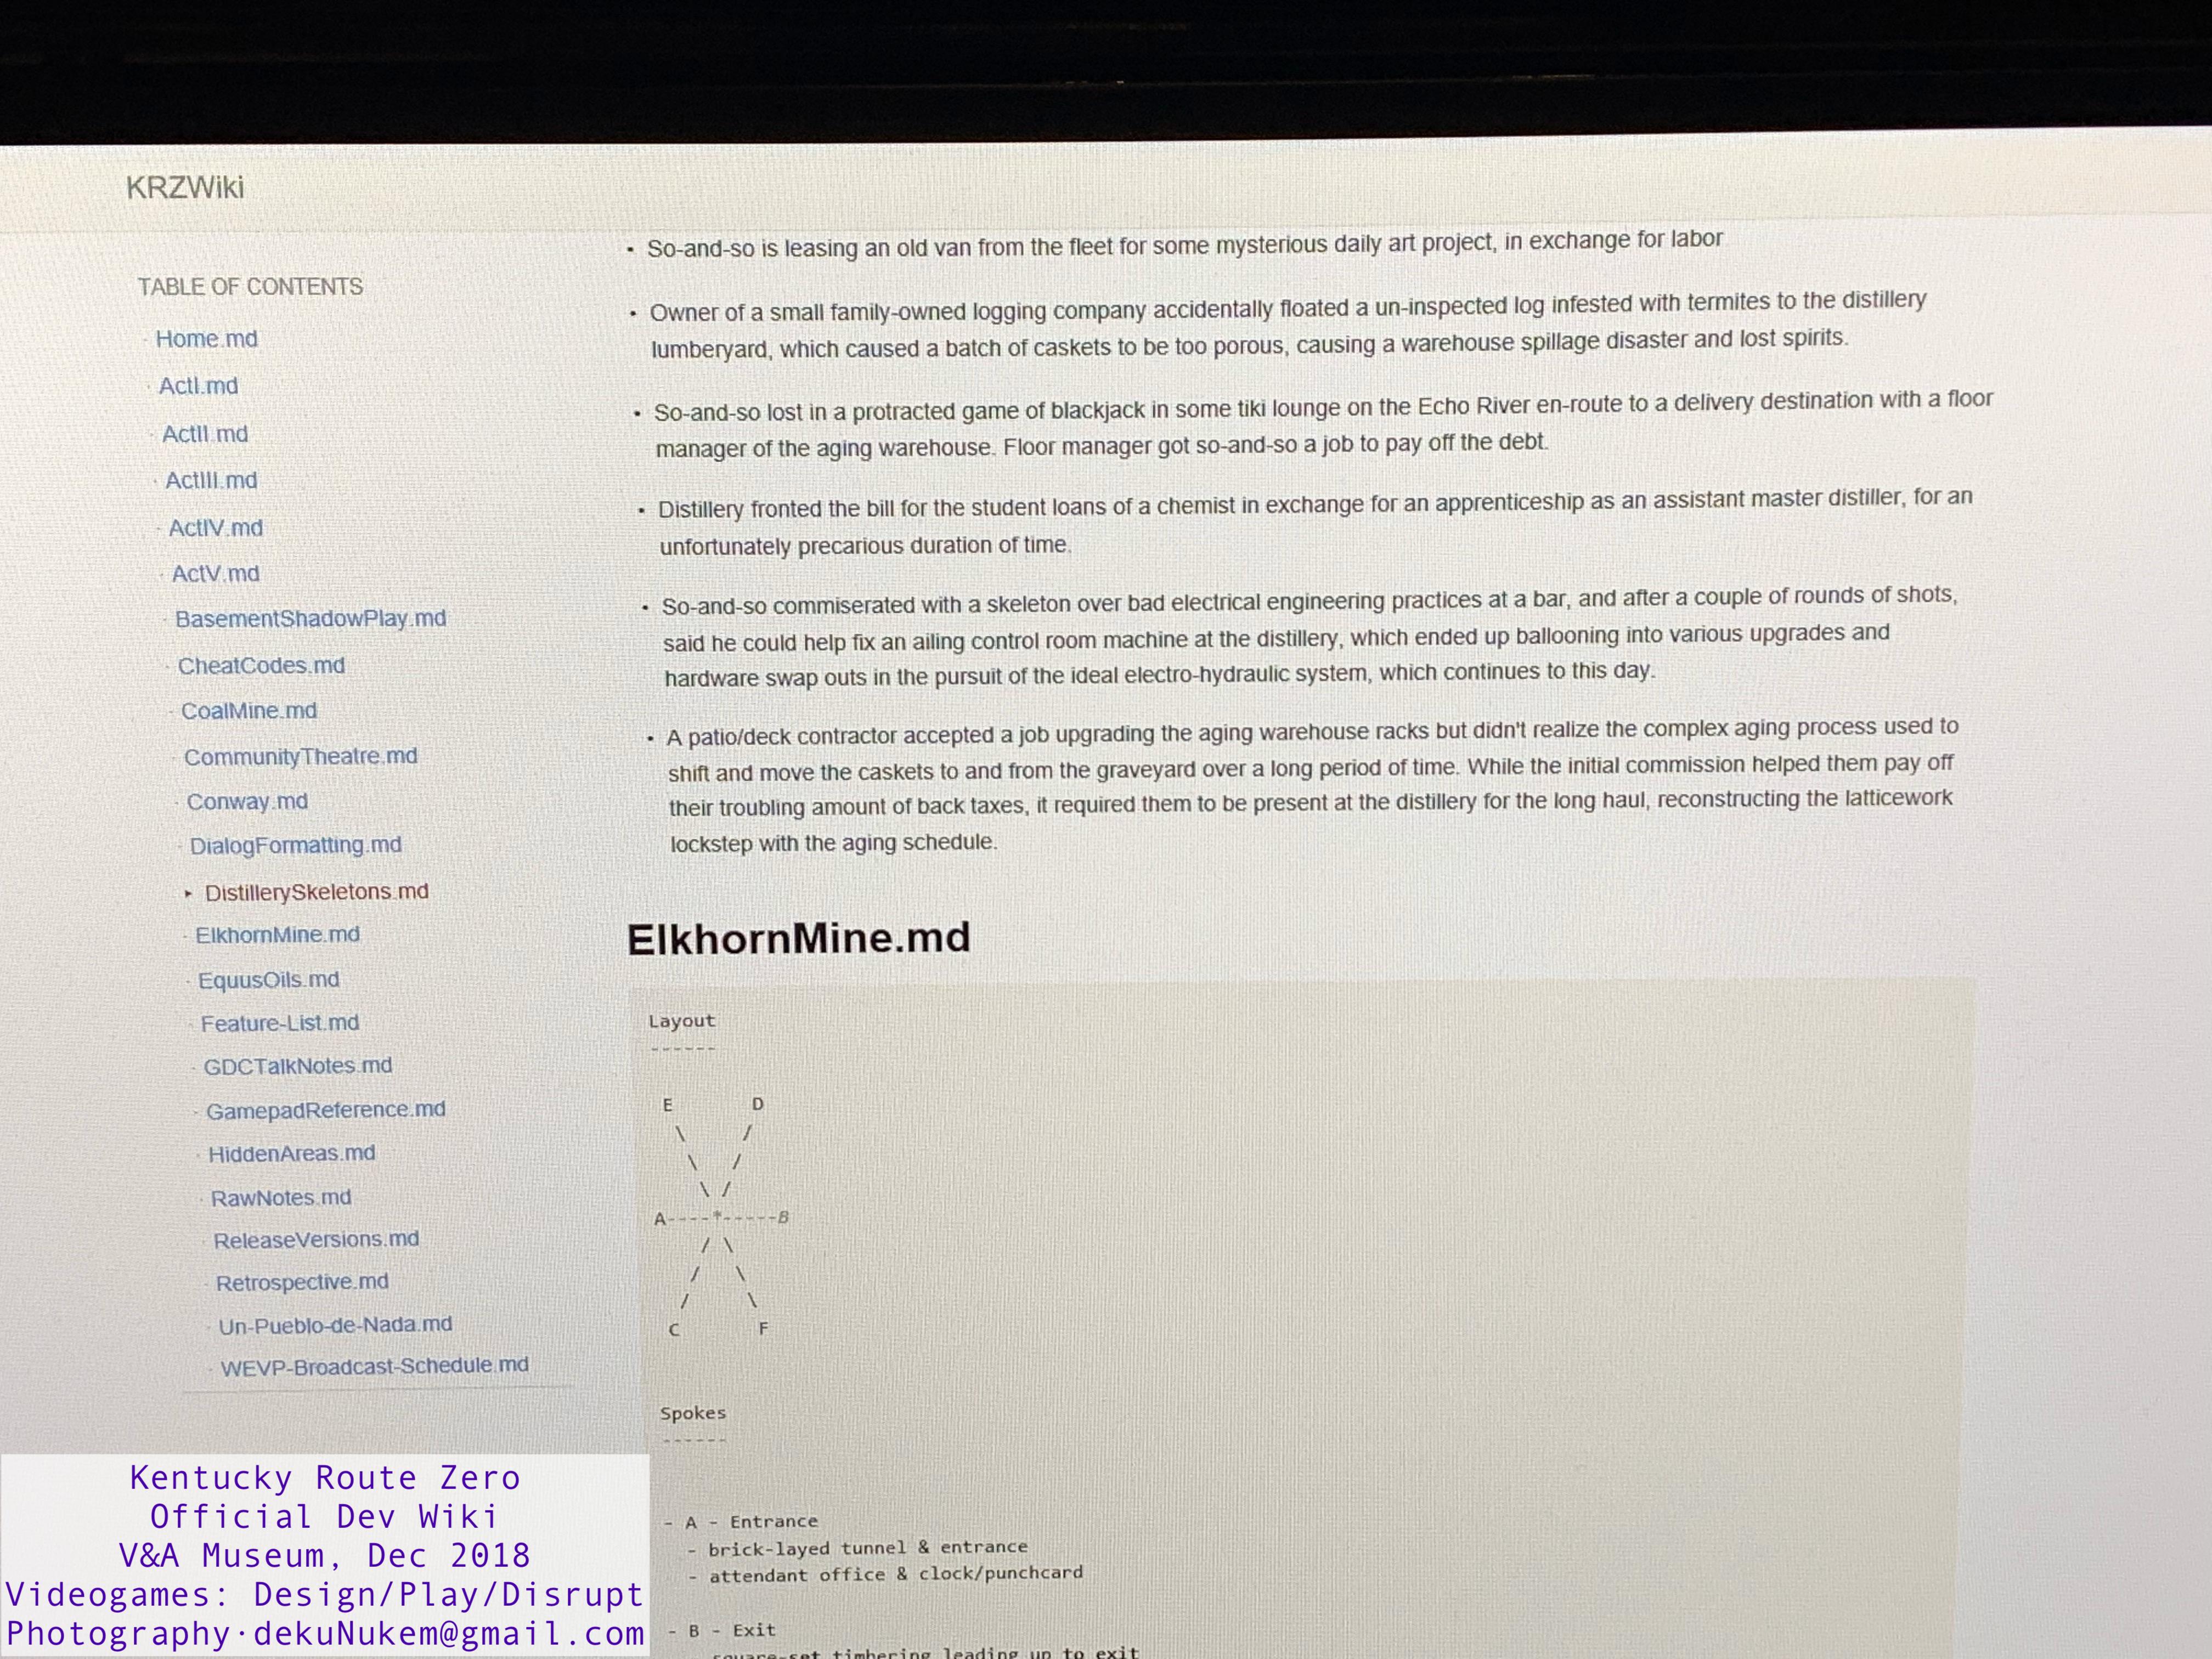 KRZWiki
TABLE OF CONTENTS
Home.md
ActI.md
ActII.md
ActIII.md
ActIV.md
ActV.md
BasementShadowPlay.md
CheatCodes.md
CoalMine.md
CommunityTheatre.md
Conway.md
DialogFormatting.md
DistillerySkeletons.md
ElkhornMine.md
EquusOils.md
Feature-List.md
GDCTalkNotes.md
GamepadReference.md
HiddenAreas.md
RawNotes.md
ReleaseVersions.md
Retrospective.md
Un-Pueblo-de-Nada.md
WEVP-Broadcast-Schedule.md
• So-and-so is leasing an old van from the fleet for some mysterious daily art project, in exchange for labor
• Owner of a small family-owned logging company accidentally floated a un-inspected log infested with termites to the distillery
lumberyard, which caused a batch of caskets to be too porous, causing a warehouse spillage disaster and lost spirits.
• So-and-so lost in a protracted game of blackjack in some tiki lounge on the Echo River en-route to a delivery destination with a floor
manager of the aging warehouse. Floor manager got so-and-so a job to pay off the debt.
• Distillery fronted the bill for the student loans of a chemist in exchange for an apprenticeship as an assistant master distiller, for an
unfortunately precarious duration of time.
• So-and-so commiserated with a skeleton over bad electrical engineering practices at a bar, and after a couple of rounds of shots,
said he could help fix an ailing control room machine at the distillery, which ended up ballooning into various upgrades and
hardware swap outs in the pursuit of the ideal electro-hydraulic system, which continues to this day.
• A patio/deck contractor accepted a job upgrading the aging warehouse racks but didn't realize the complex aging process used to
shift and move the caskets to and from the graveyard over a long period of time. While the initial commission helped them pay off
their troubling amount of back taxes, it required them to be present at the distillery for the long haul, reconstructing the latticework
lockstep with the aging schedule.
ElkhornMine.md
Layout
------
E       D
\     /
\   /
\ /
A----*-----B
/ \
/   \
/     \
C       F
Spokes
------
- A - Entrance
- brick-layed tunnel & entrance
- attendant office & clock/punchcard
- B - Exit
square-set timbering leading up to exit
Kentucky Route Zero
Official Dev Wiki
V&A Museum, Dec 2018
Videogames: Design/Play/Disrupt
Photography·dekuNukem@gmail.com